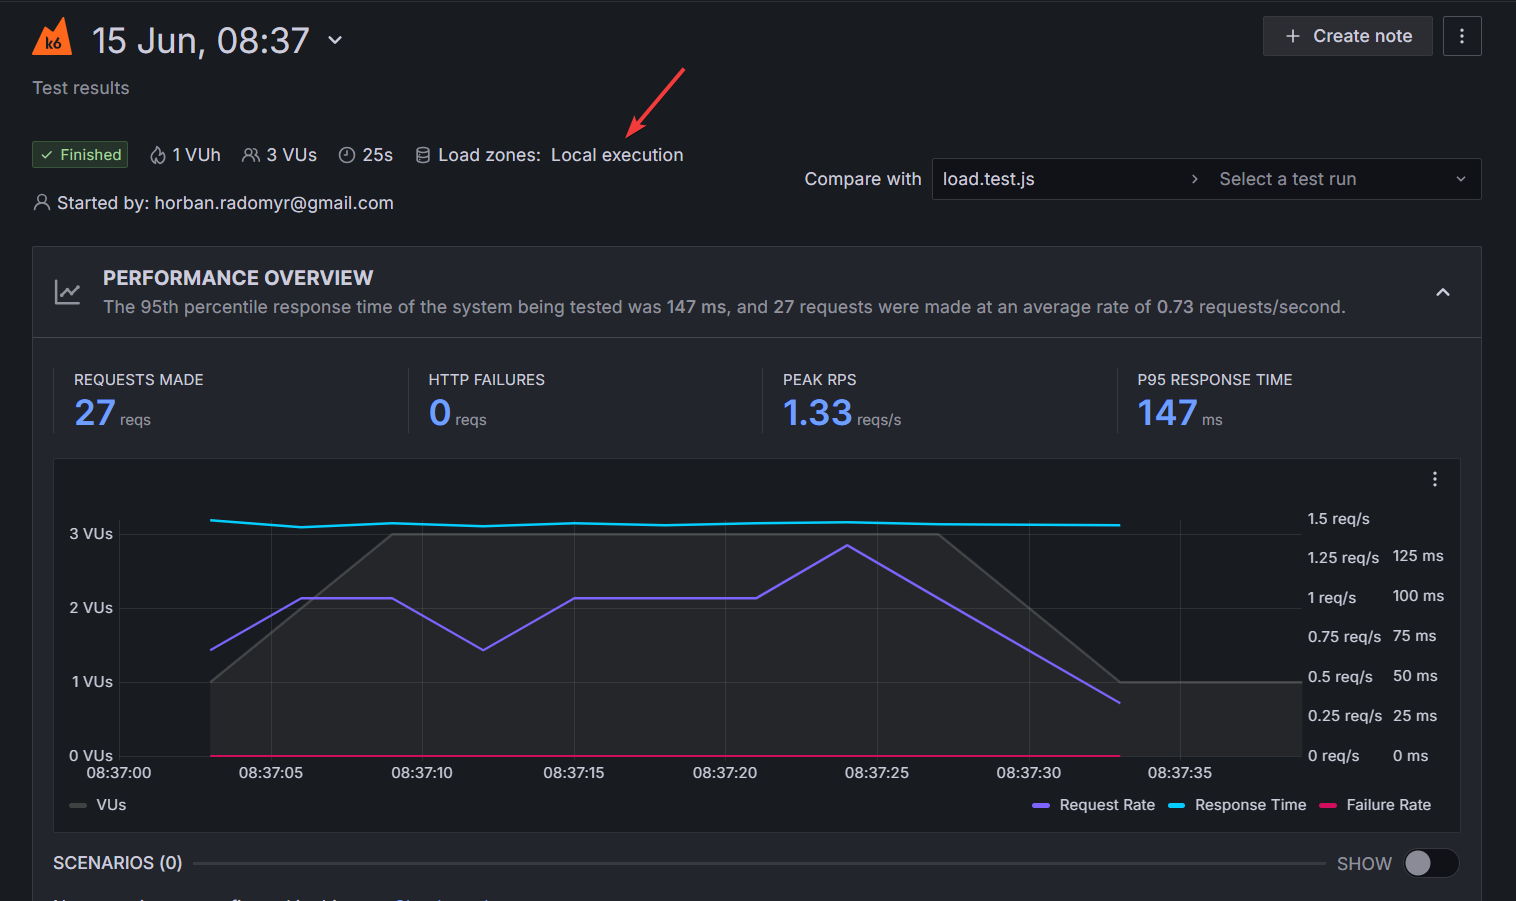 k6 15 Jun, 08:37
Create note
Test results
Finished 1 VUh 3 VUs 25s Load zones: Local execution
Compare with load.test.js Select a test run
Started by: horban.radomyr@gmail.com
PERFORMANCE OVERVIEW
The 95th percentile response time of the system being tested was 147 ms, and 27 requests were made at an average rate of 0.73 requests/second.
REQUESTS MADE
27 reqs
HTTP FAILURES
0 reqs
PEAK RPS
1.33 reqs/s
P95 RESPONSE TIME
147 ms
3 VUs
2 VUs
1 VUs
0 VUs
1.5 req/s
1.25 req/s 125 ms
1 req/s 100 ms
0.75 req/s 75 ms
0.5 req/s 50 ms
0.25 req/s 25 ms
0 req/s 0 ms
08:37:00 08:37:05 08:37:10 08:37:15 08:37:20 08:37:25 08:37:30 08:37:35
VUs Request Rate Response Time Failure Rate
SCENARIOS (0) SHOW